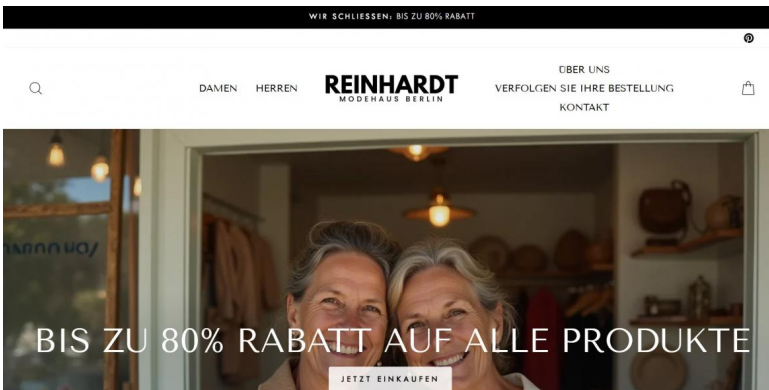 WIR SCHLIESSEN: BIS ZU 80% RABATT
ÜBER UNS
DAMEN HERREN REINHARDT VERFOLGEN SIE IHRE BESTELLUNG
MODEHAUS BERLIN
KONTAKT
BIS ZU 80% RABATT AUF ALLE PRODUKTE
JETZT EINKAUFEN